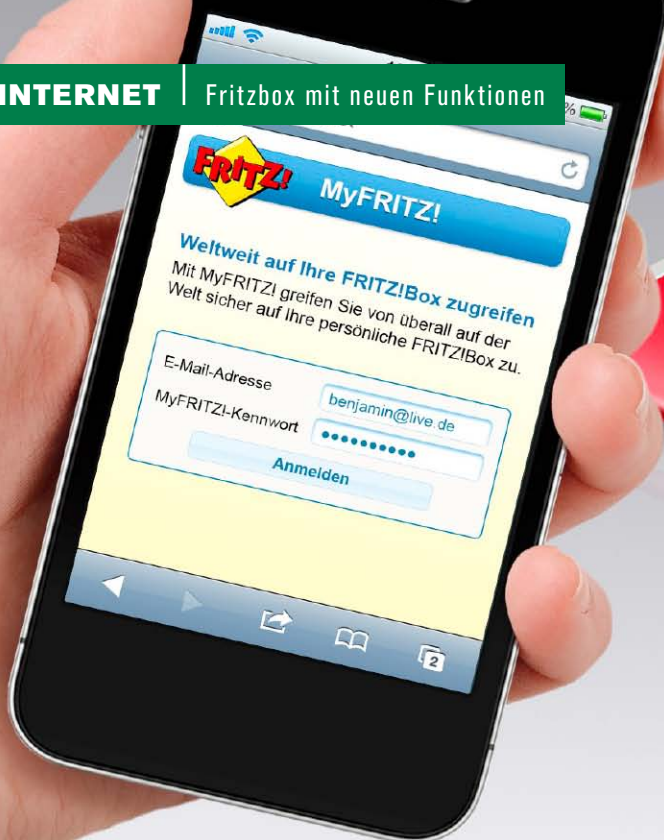 INTERNET | Fritzbox mit neuen Funktionen
%
FRITZ!
MyFRITZ!
Weltweit auf Ihre FRITZ!Box zugreifen
Mit MyFRITZ! greifen Sie von überall auf der
Welt sicher auf Ihre persönliche FRITZ!Box zu.
E-Mail-Adresse benjamin@live.de
MyFRITZ!-Kennwort ••••••••••
Anmelden
2